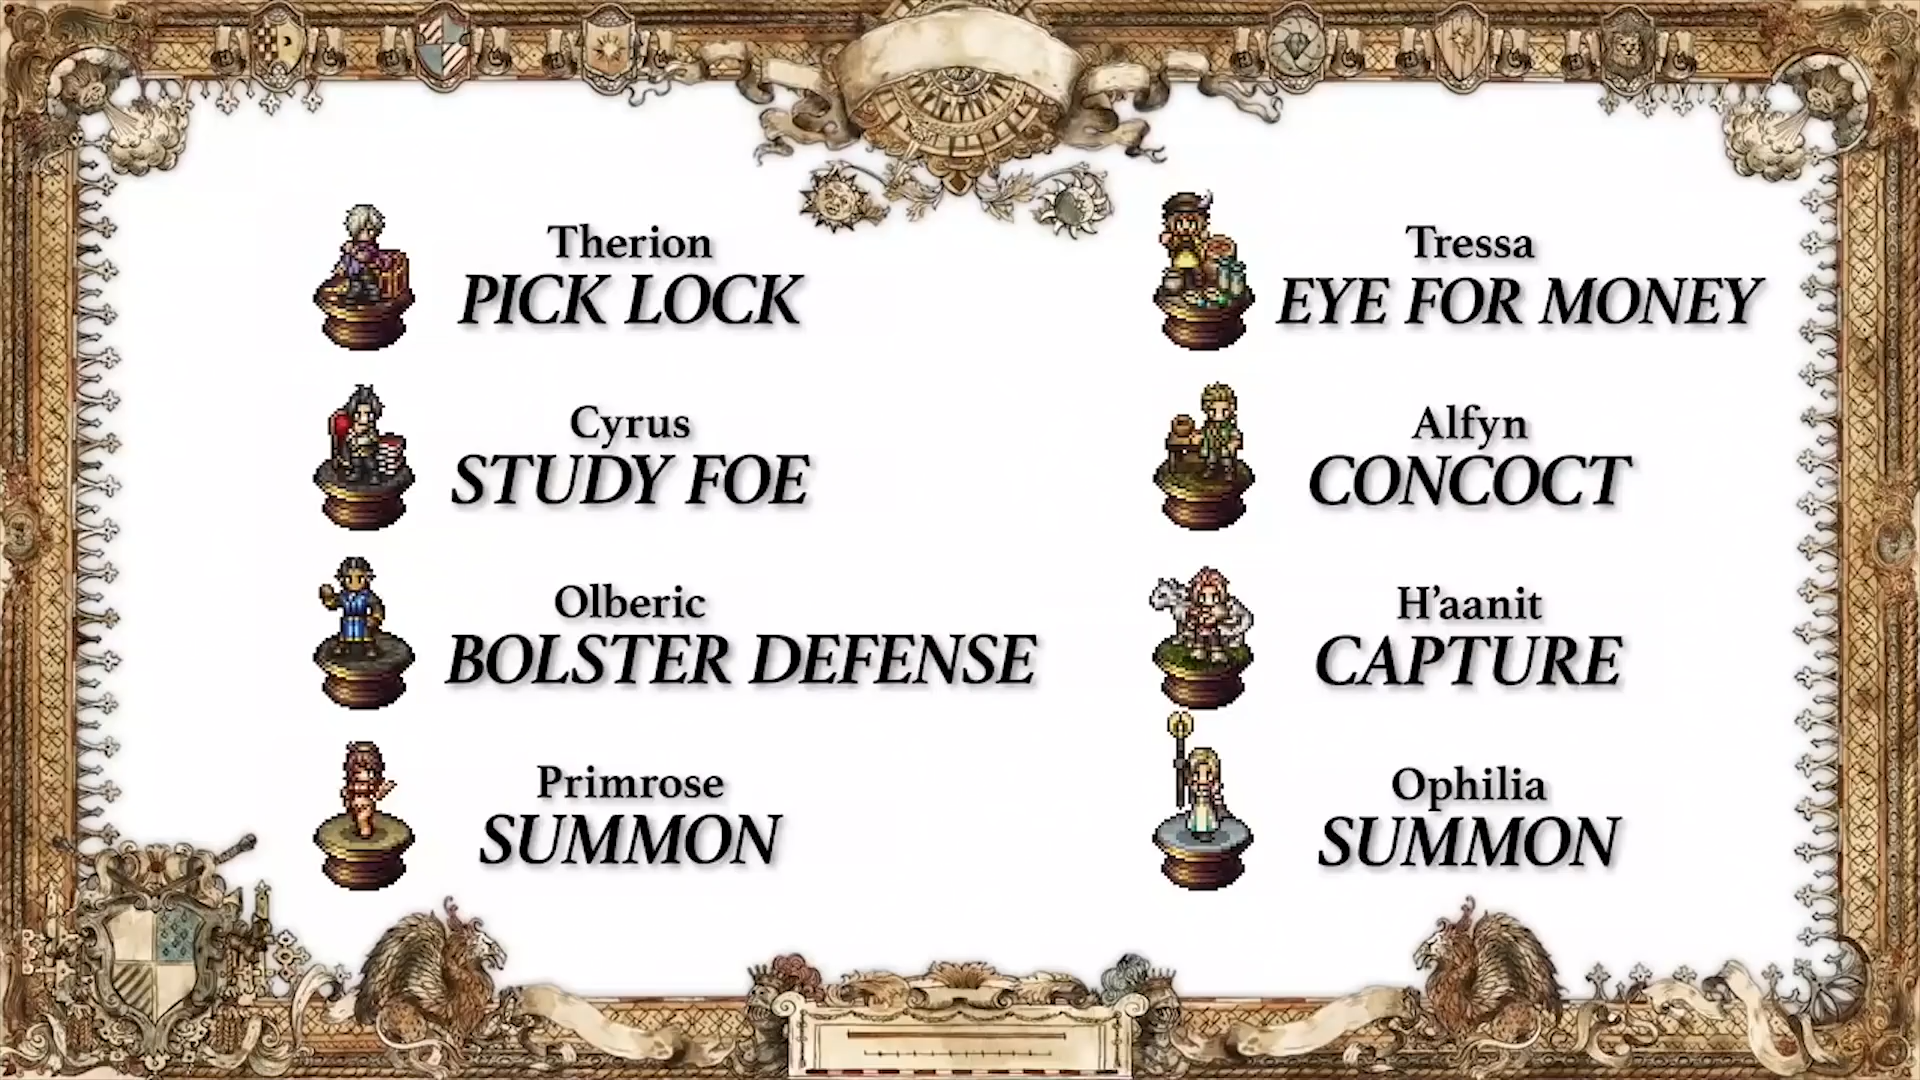 Therion
PICK LOCK
Tressa
EYE FOR MONEY
Cyrus
STUDY FOE
Alfyn
CONCOCT
Olberic
BOLSTER DEFENSE
H’aanit
CAPTURE
Primrose
SUMMON
Ophilia
SUMMON